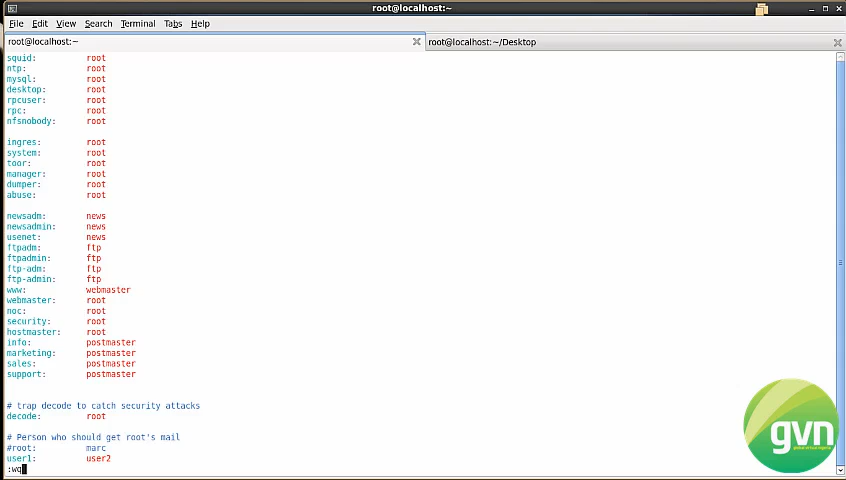 root@localhost:~
File Edit View Search Terminal Tabs Help
root@localhost:~ root@localhost:~/Desktop
squid: root
ntp: root
mysql: root
desktop: root
rpcuser: root
rpc: root
nfsnobody: root
ingres: root
system: root
toor: root
manager: root
dumper: root
abuse: root
newsadm: news
newsadmin: news
usenet: news
ftpadm: ftp
ftpadmin: ftp
ftp-adm: ftp
ftp-admin: ftp
www: webmaster
webmaster: root
noc: root
security: root
hostmaster: root
info: postmaster
marketing: postmaster
sales: postmaster
support: postmaster
# trap decode to catch security attacks
decode: root
# Person who should get root's mail
#root: marc
user1: user2
:wq
gvn